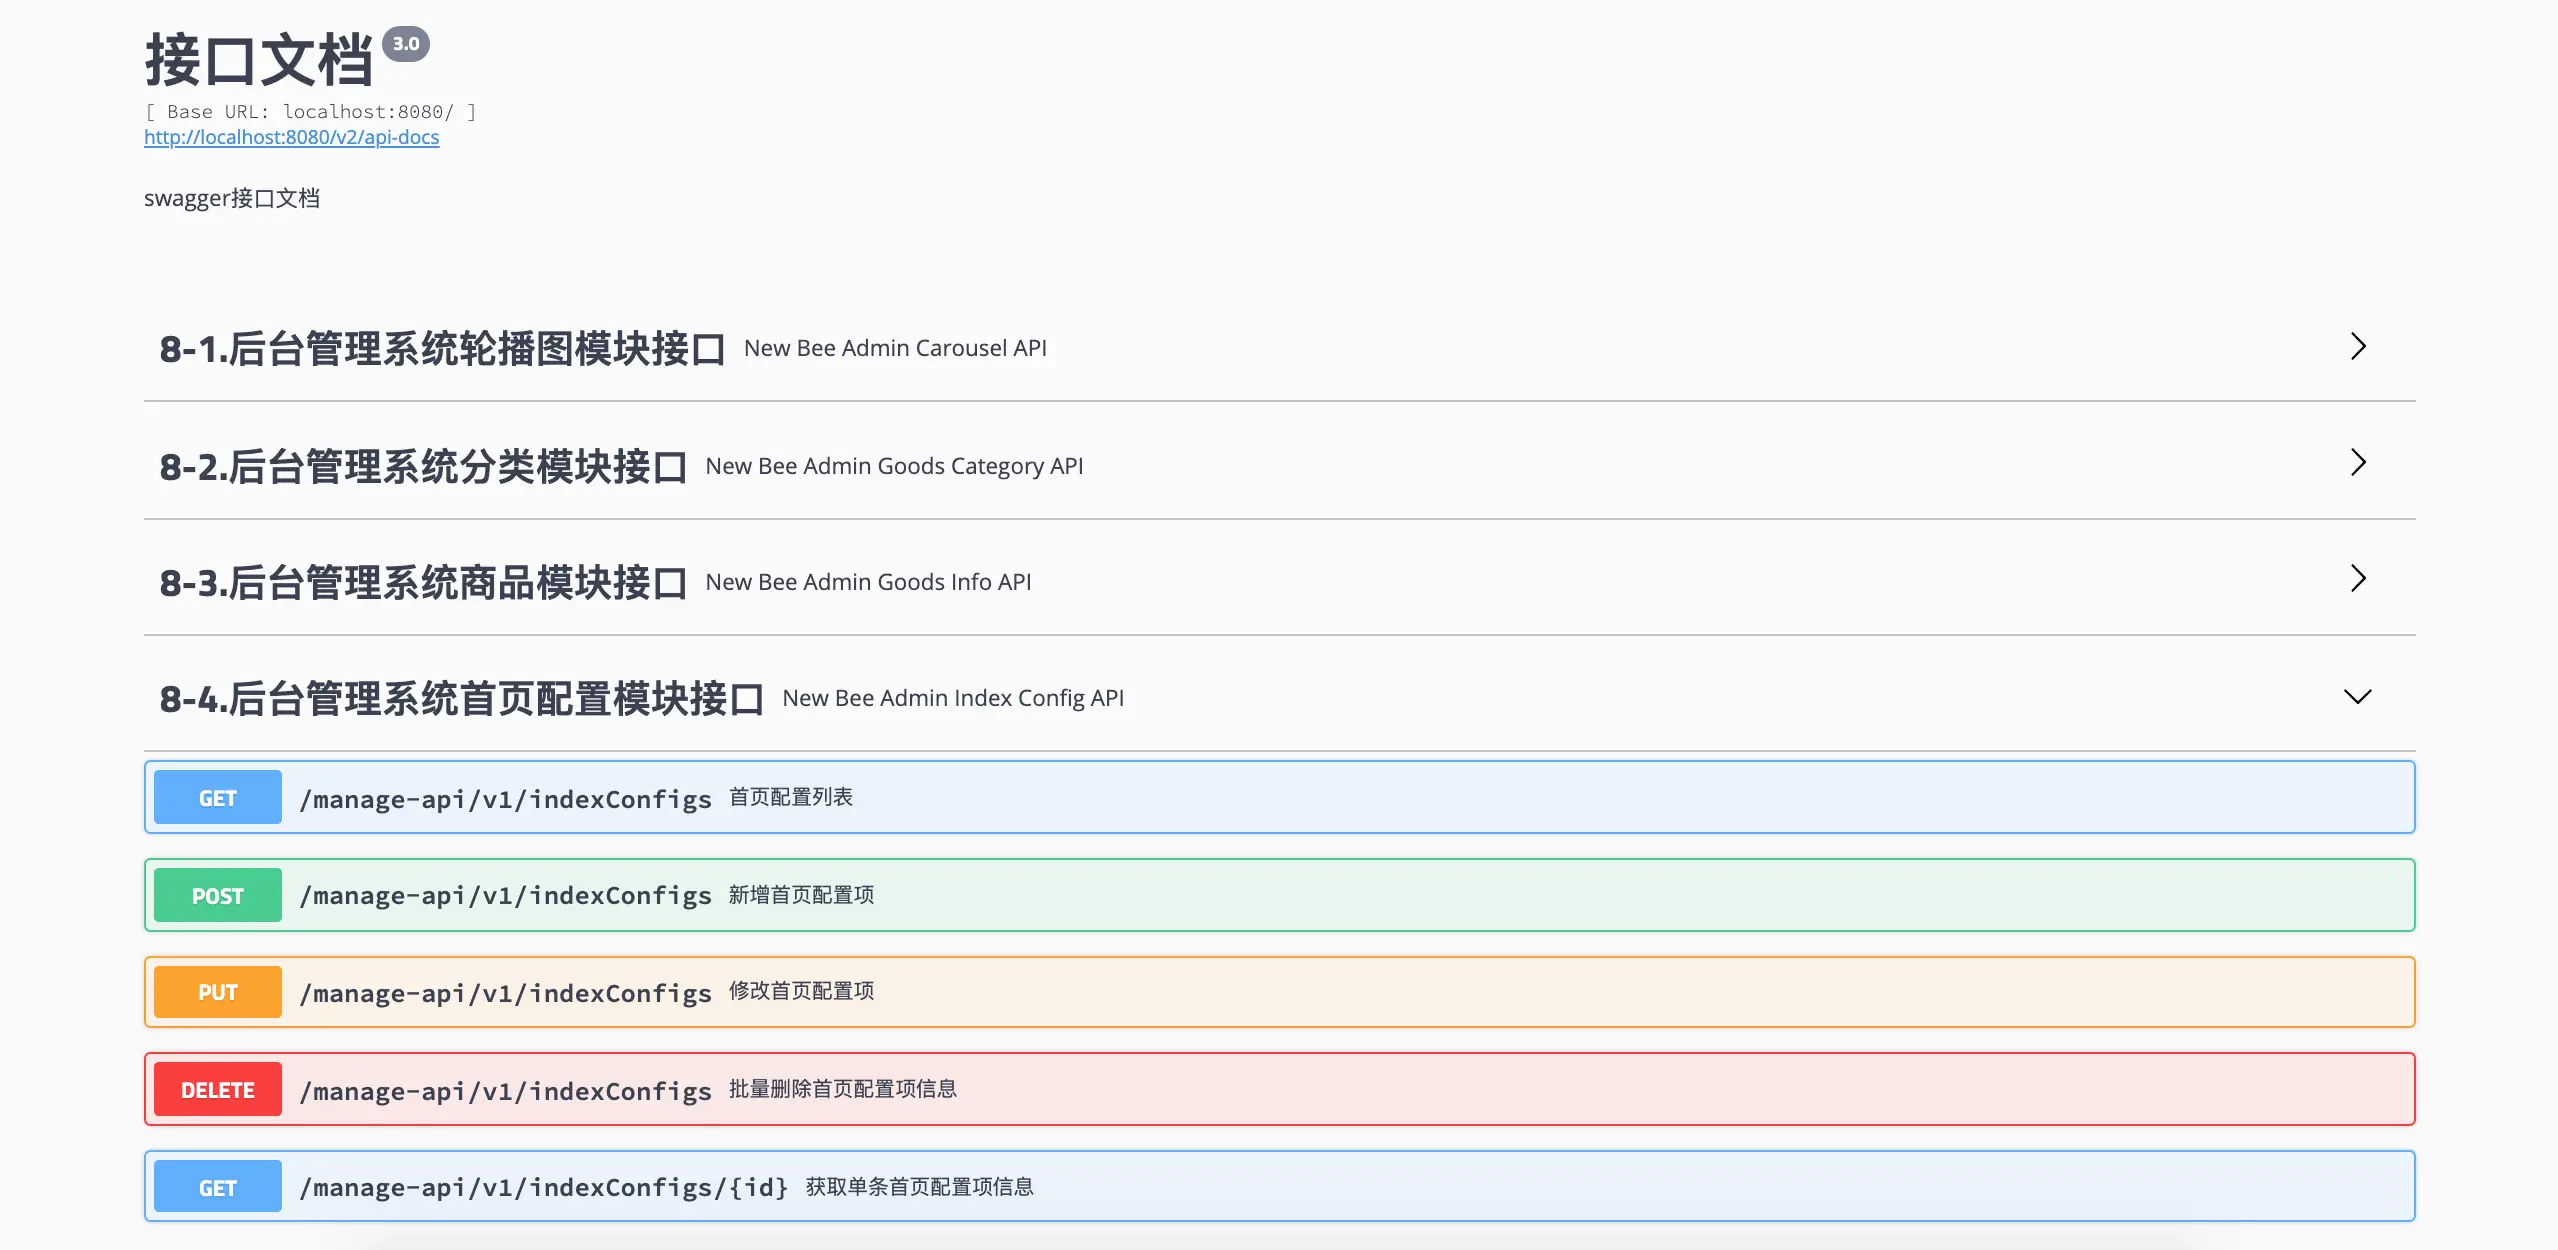 接口文档 3.0
[ Base URL: localhost:8080/ ]
http://localhost:8080/v2/api-docs
swagger接口文档
8-1.后台管理系统轮播图模块接口 New Bee Admin Carousel API
8-2.后台管理系统分类模块接口 New Bee Admin Goods Category API
8-3.后台管理系统商品模块接口 New Bee Admin Goods Info API
8-4.后台管理系统首页配置模块接口 New Bee Admin Index Config API
GET /manage-api/v1/indexConfigs 首页配置列表
POST /manage-api/v1/indexConfigs 新增首页配置项
PUT /manage-api/v1/indexConfigs 修改首页配置项
DELETE /manage-api/v1/indexConfigs 批量删除首页配置项信息
GET /manage-api/v1/indexConfigs/{id} 获取单条首页配置项信息